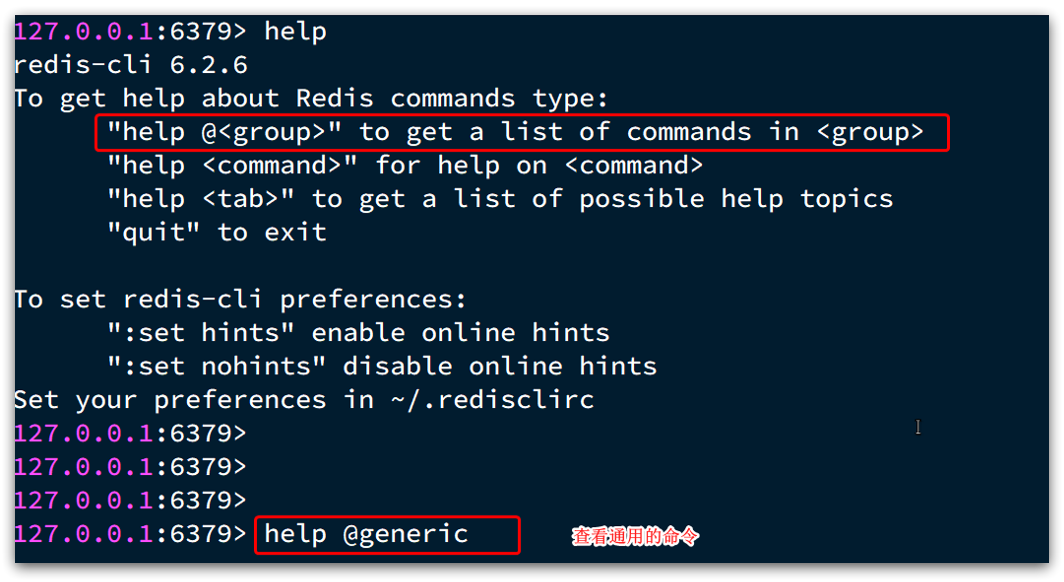 127.0.0.1:6379> help
redis-cli 6.2.6
To get help about Redis commands type:
"help @<group>" to get a list of commands in <group>
"help <command>" for help on <command>
"help <tab>" to get a list of possible help topics
"quit" to exit
To set redis-cli preferences:
":set hints" enable online hints
":set nohints" disable online hints
Set your preferences in ~/.redisclirc
127.0.0.1:6379>
127.0.0.1:6379>
127.0.0.1:6379>
127.0.0.1:6379> help @generic 查看通用的命令